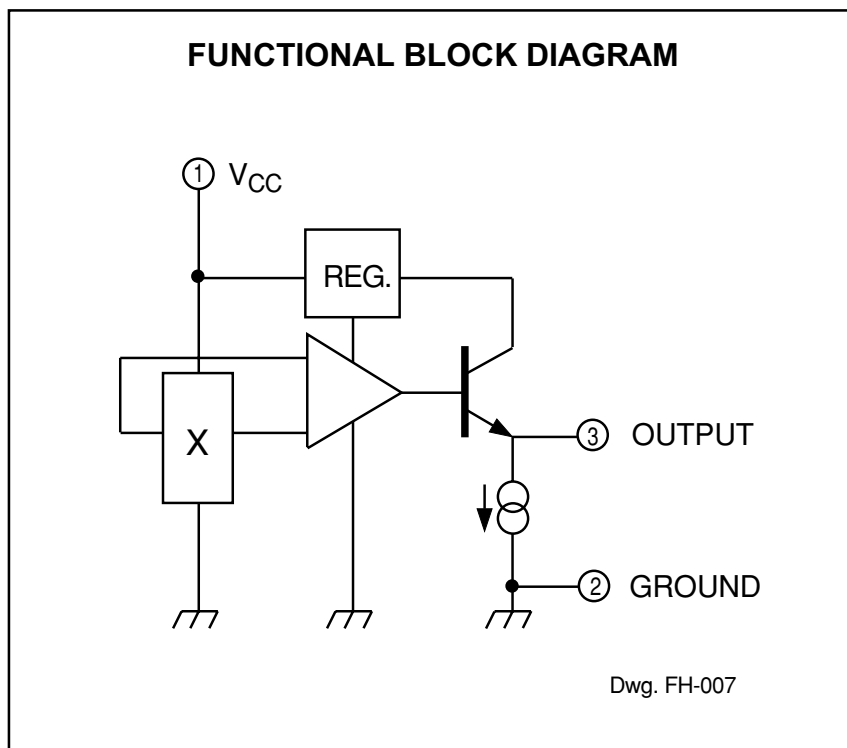 FUNCTIONAL BLOCK DIAGRAM
1 VCC
REG.
X
3 OUTPUT
2 GROUND
Dwg. FH-007